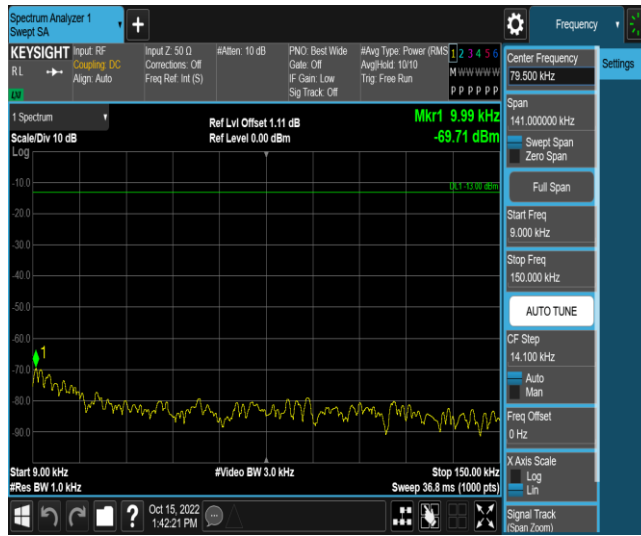 Spectrum Analyzer 1
Swept SA
Frequency
KEYSIGHT
RL
Input: RF
Coupling: DC
Align: Auto
Input Z: 50 Ω
Corrections: Off
Freq Ref: Int (S)
#Atten: 10 dB
PNO: Best Wide
Gate: Off
IF Gain: Low
Sig Track: Off
#Avg Type: Power (RMS
Avg|Hold: 10/10
Trig: Free Run
1 2 3 4 5 6
M W W W W W
P P P P P P
1 Spectrum
Scale/Div 10 dB
Log
Ref Lvl Offset 1.11 dB
Ref Level 0.00 dBm
Mkr1 9.99 kHz
-69.71 dBm
DL1 -13.00 dBm
-10.0
-20.0
-30.0
-40.0
-50.0
-60.0
-70.0
-80.0
-90.0
1
Start 9.00 kHz
#Res BW 1.0 kHz
#Video BW 3.0 kHz
Stop 150.00 kHz
Sweep 36.8 ms (1000 pts)
?
Oct 15, 2022
1:42:21 PM
Center Frequency
79.500 kHz
Settings
Span
141.000000 kHz
Swept Span
Zero Span
Full Span
Start Freq
9.000 kHz
Stop Freq
150.000 kHz
AUTO TUNE
CF Step
14.100 kHz
Auto
Man
Freq Offset
0 Hz
X Axis Scale
Log
Lin
Signal Track
(Span Zoom)